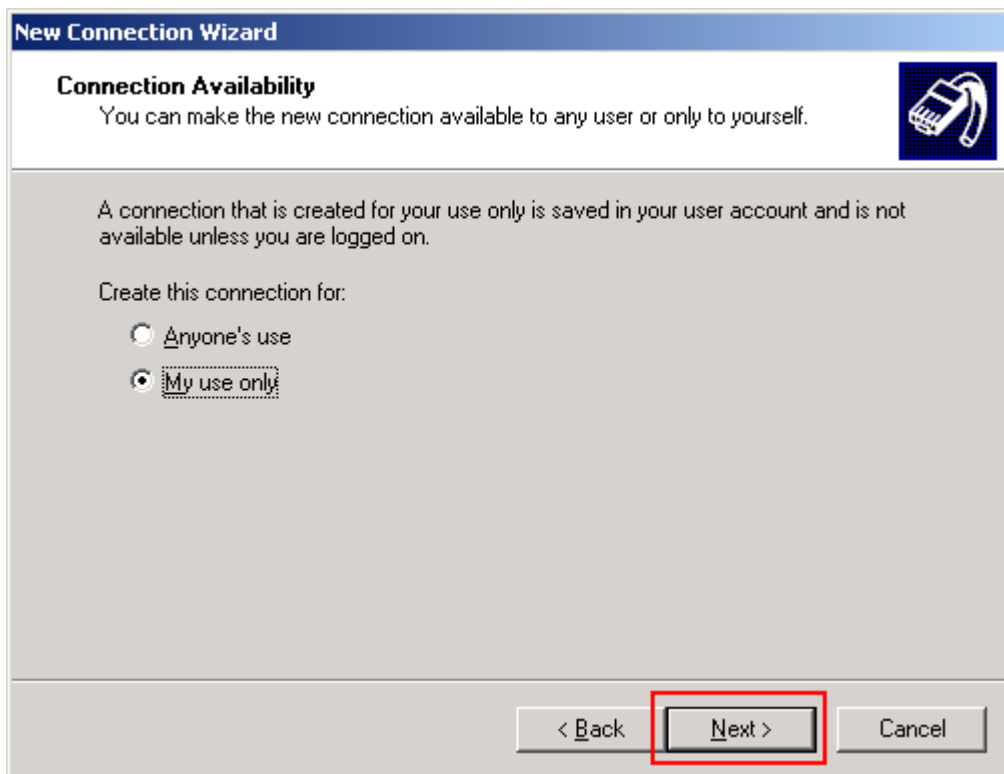 New Connection Wizard
Connection Availability
You can make the new connection available to any user or only to yourself.
A connection that is created for your use only is saved in your user account and is not
available unless you are logged on.
Create this connection for:
Anyone's use
My use only
< Back
Next >
Cancel